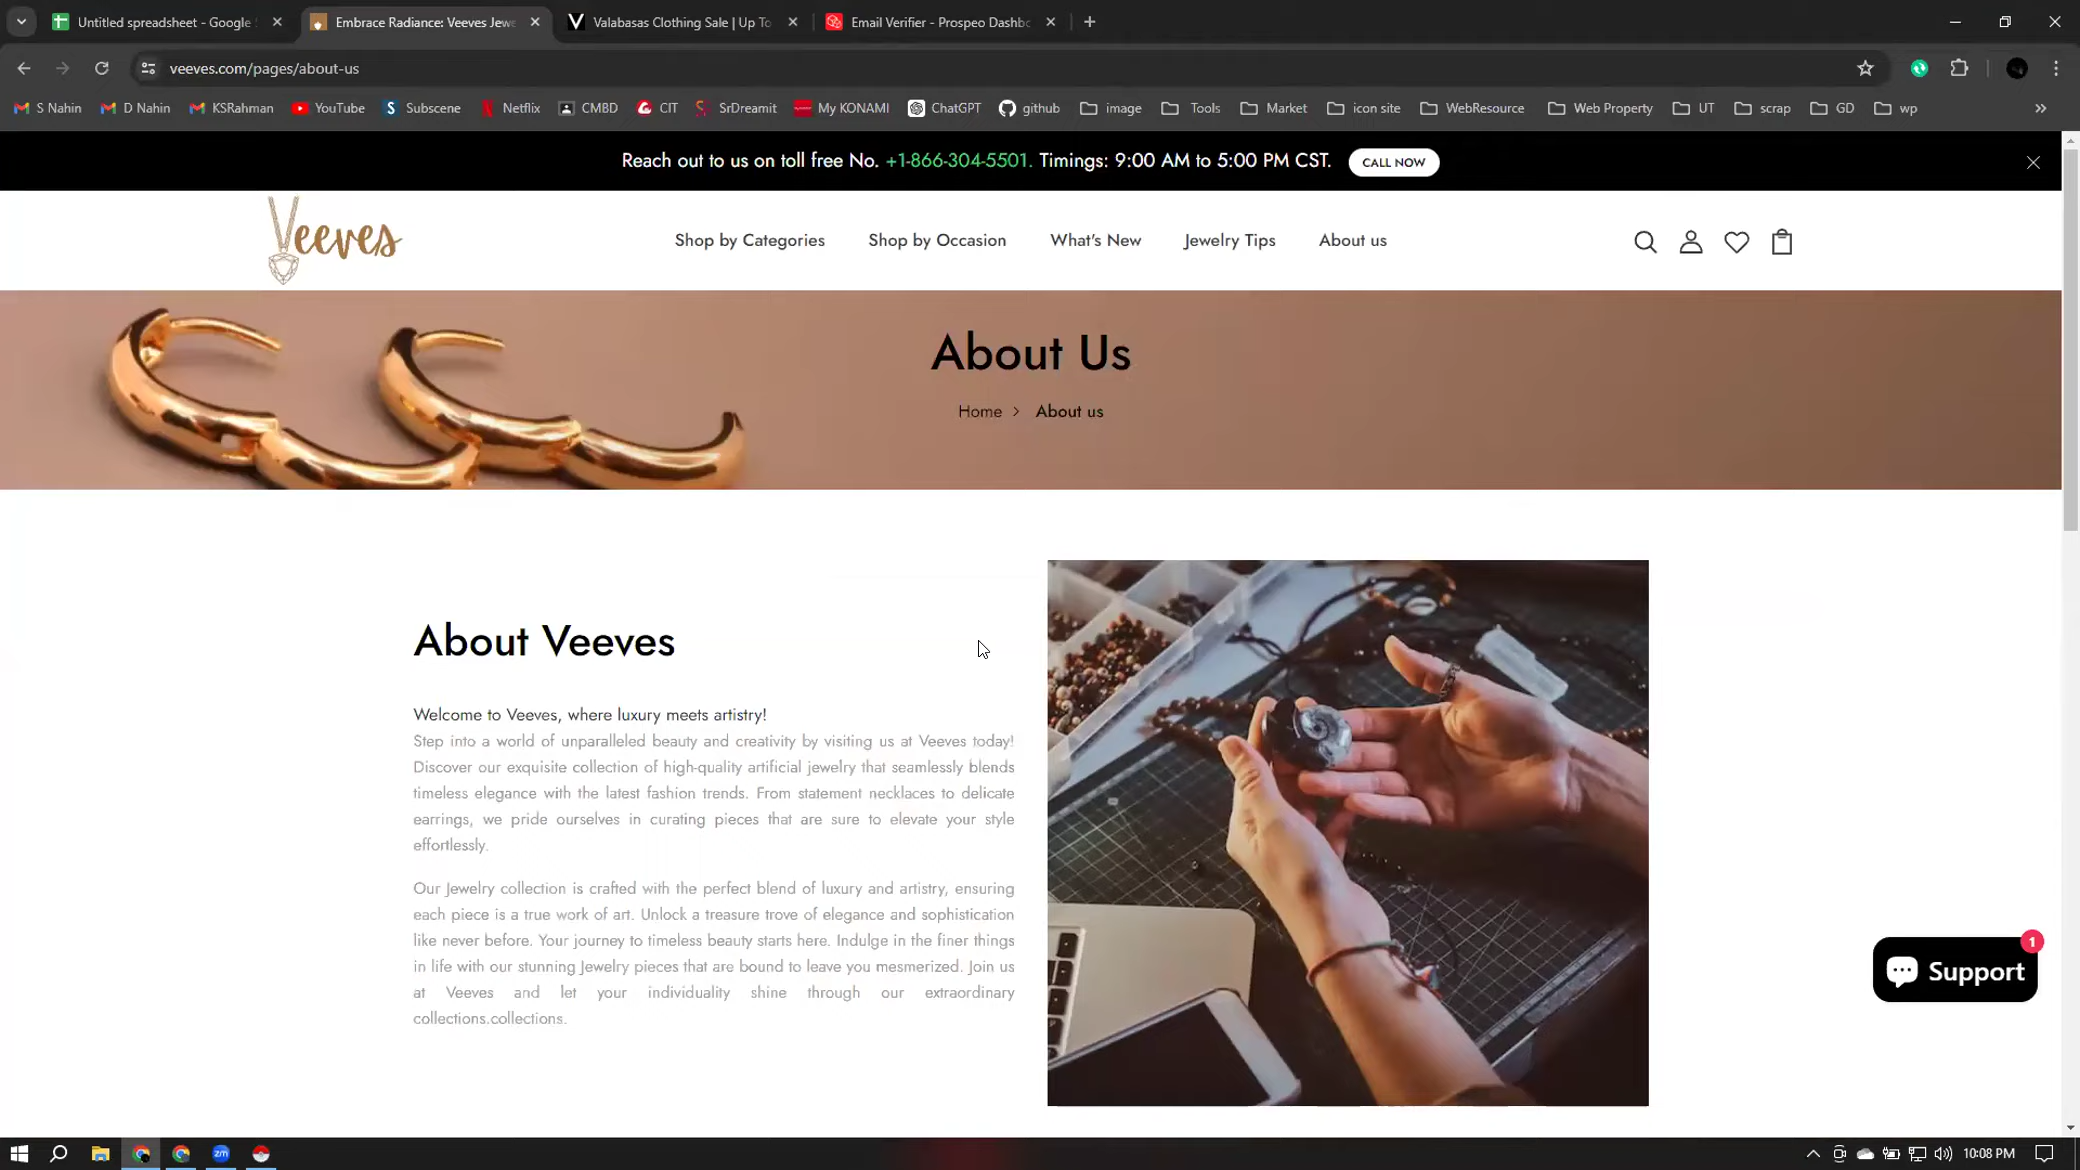 Untitled spreadsheet - Google
Embrace Radiance: Veeves Jew
Valabasas Clothing Sale | Up To
Email Verifier - Prospeo Dashbo
veeves.com/pages/about-us
S Nahin
D Nahin
KSRahman
YouTube
Subscene
Netflix
CMBD
CIT
SrDreamit
My KONAMI
ChatGPT
github
image
Tools
Market
icon site
WebResource
Web Property
UT
scrap
GD
wp
Reach out to us on toll free No. +1-866-304-5501. Timings: 9:00 AM to 5:00 PM CST. CALL NOW
Veeves
Shop by Categories
Shop by Occasion
What's New
Jewelry Tips
About us
About Us
Home > About us
About Veeves
Welcome to Veeves, where luxury meets artistry!
Step into a world of unparalleled beauty and creativity by visiting us at Veeves today!
Discover our exquisite collection of high-quality artificial jewelry that seamlessly blends
timeless elegance with the latest fashion trends. From statement necklaces to delicate
earrings, we pride ourselves in curating pieces that are sure to elevate your style
effortlessly.
Our Jewelry collection is crafted with the perfect blend of luxury and artistry, ensuring
each piece is a true work of art. Unlock a treasure trove of elegance and sophistication
like never before. Your journey to timeless beauty starts here. Indulge in the finer things
in life with our stunning Jewelry pieces that are bound to leave you mesmerized. Join us
at Veeves and let your individuality shine through our extraordinary
collections.collections.
1
Support
zm
10:08 PM